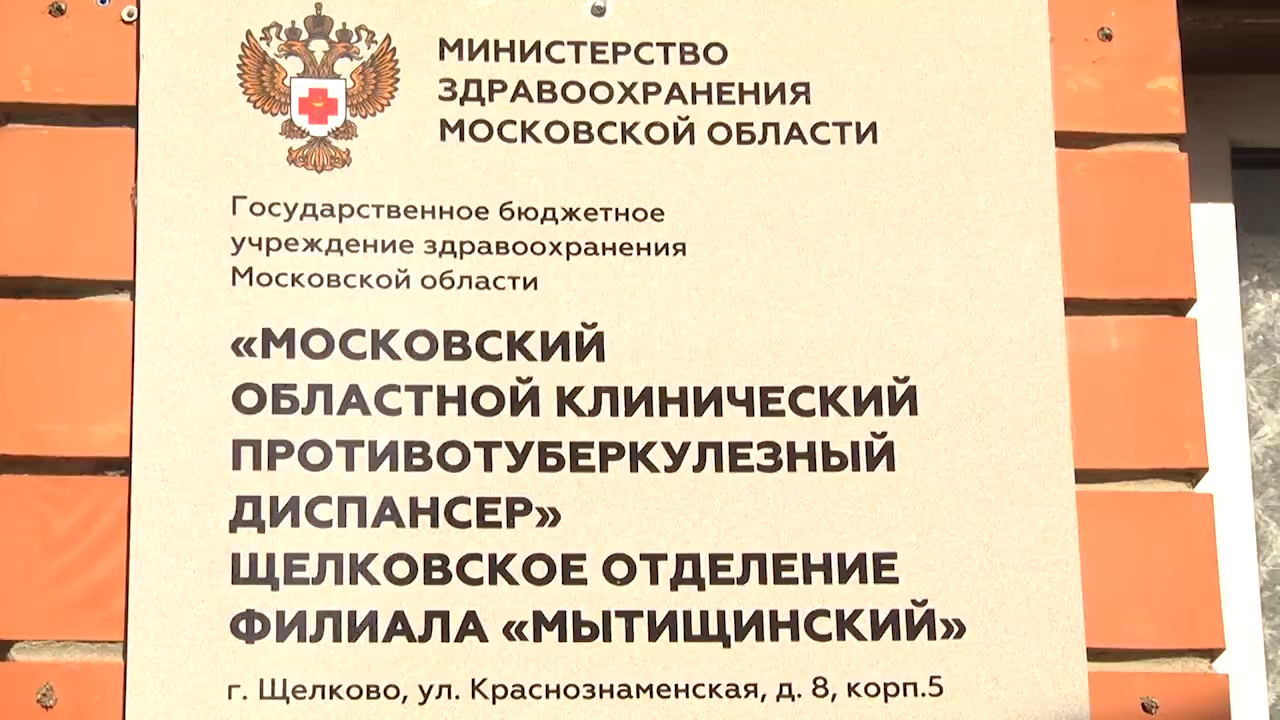 МИНИСТЕРСТВО
ЗДРАВООХРАНЕНИЯ
МОСКОВСКОЙ ОБЛАСТИ
Государственное бюджетное
учреждение здравоохранения
Московской области
«МОСКОВСКИЙ
ОБЛАСТНОЙ КЛИНИЧЕСКИЙ
ПРОТИВОТУБЕРКУЛЕЗНЫЙ
ДИСПАНСЕР»
ЩЕЛКОВСКОЕ ОТДЕЛЕНИЕ
ФИЛИАЛА «МЫТИЩИНСКИЙ»
г. Щелково, ул. Краснознаменская, д. 8, корп.5